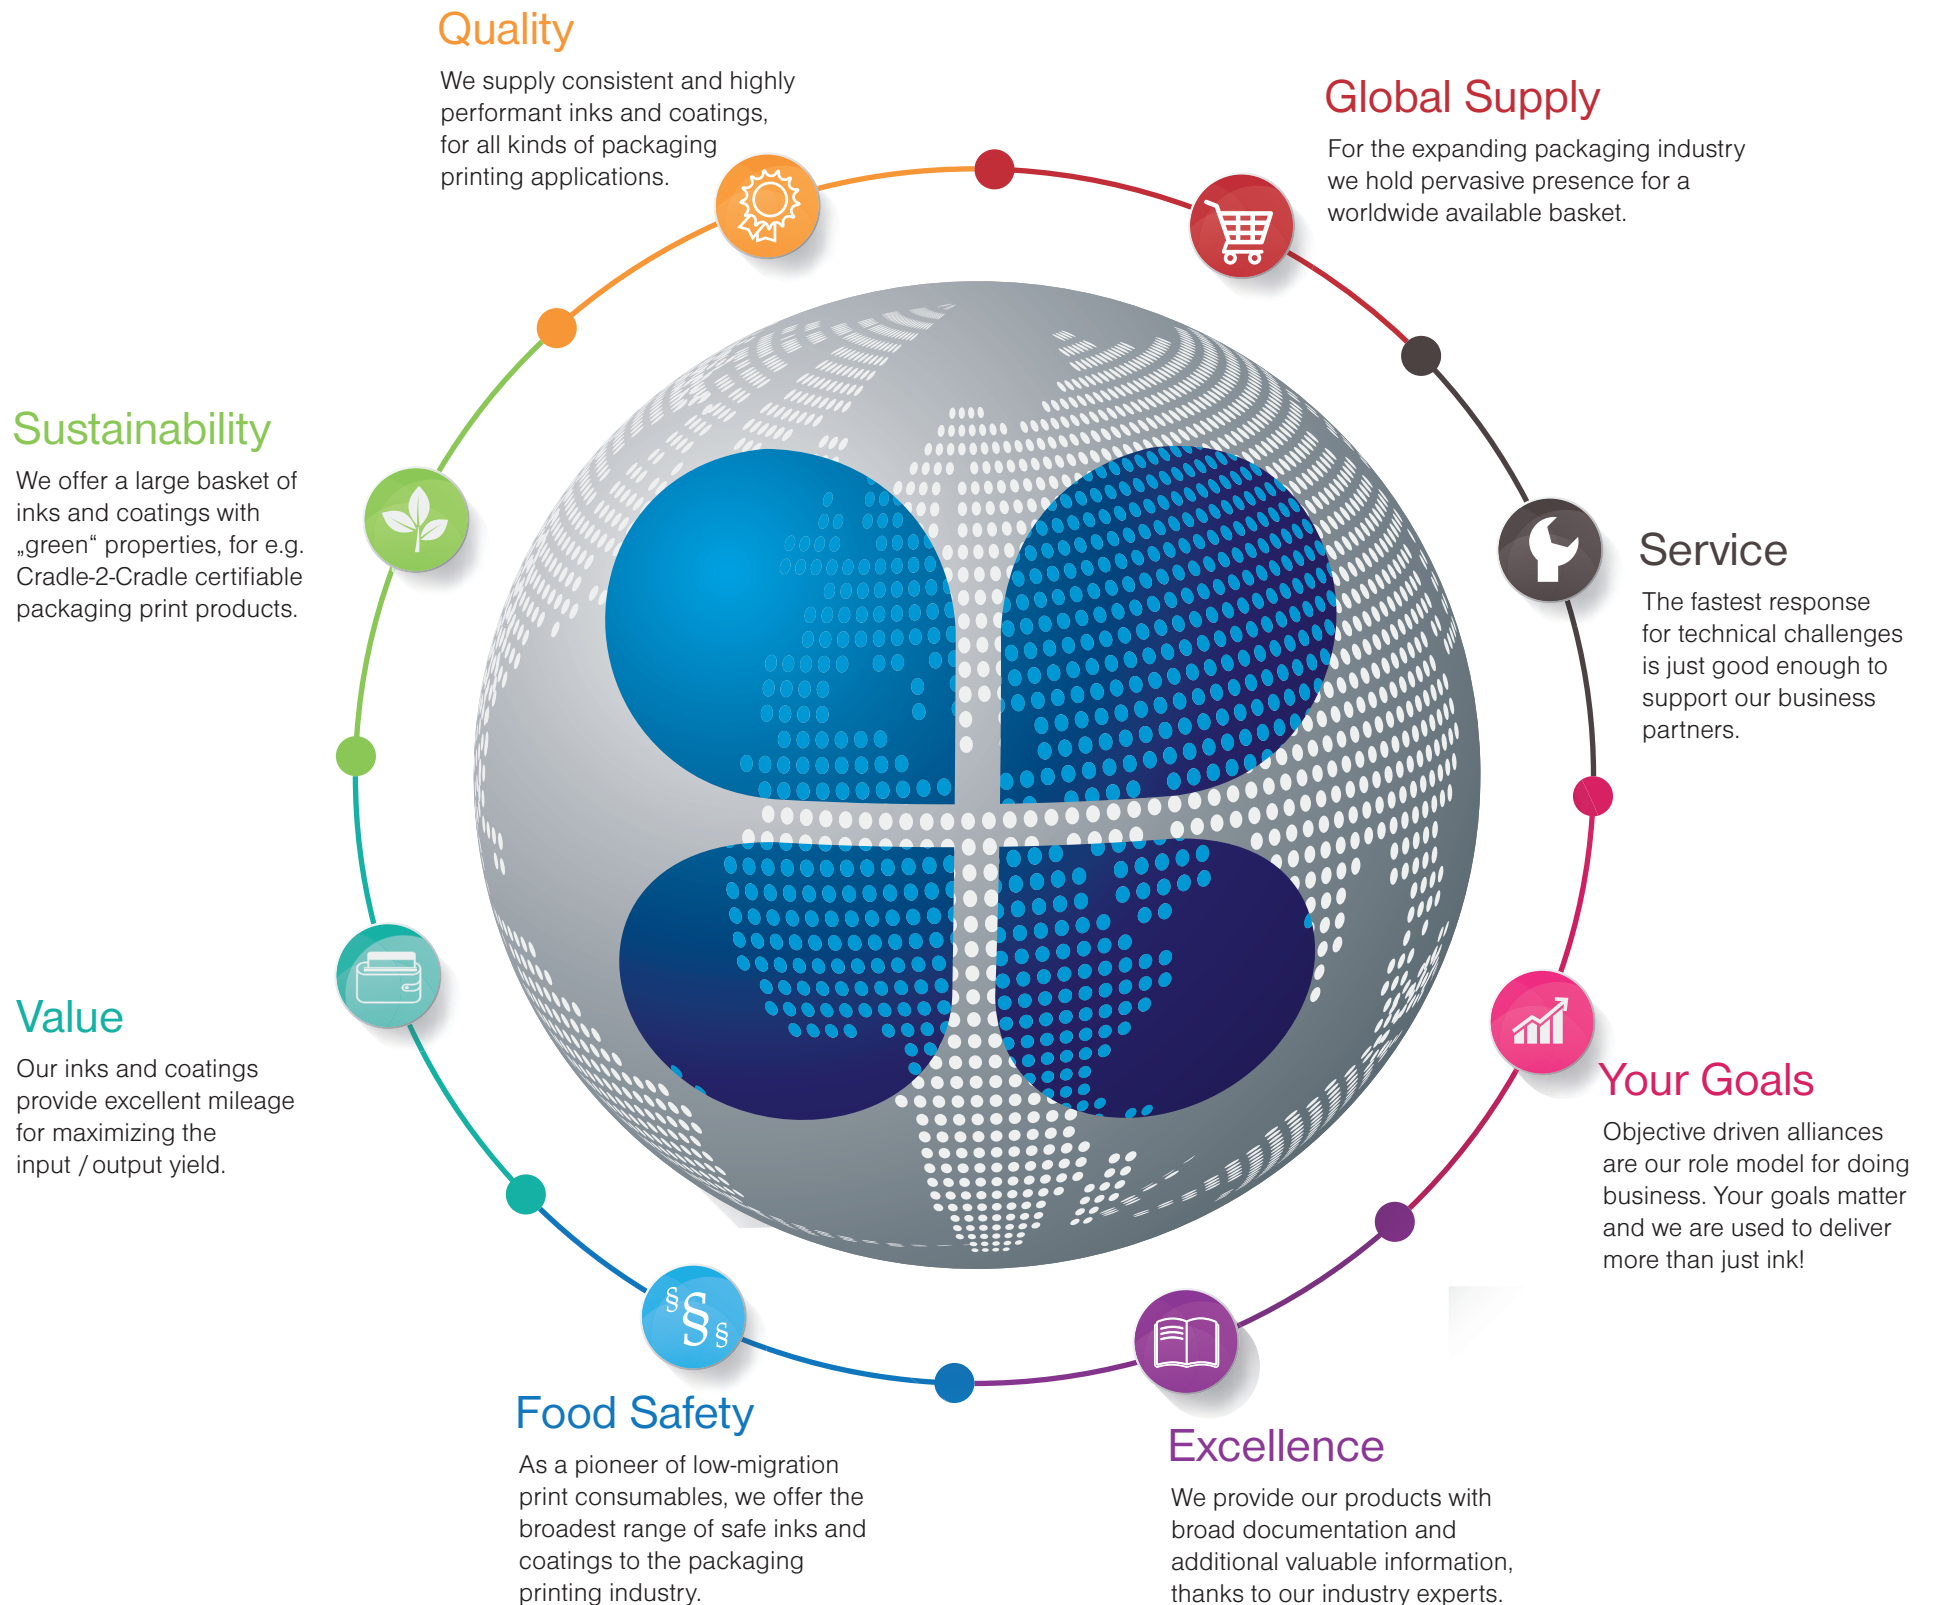 Quality
We supply consistent and highly
performant inks and coatings,
for all kinds of packaging
printing applications.
Global Supply
For the expanding packaging industry
we hold pervasive presence for a
worldwide available basket.
Sustainability
We offer a large basket of
inks and coatings with
„green“ properties, for e.g.
Cradle-2-Cradle certifiable
packaging print products.
Service
The fastest response
for technical challenges
is just good enough to
support our business
partners.
Value
Our inks and coatings
provide excellent mileage
for maximizing the
input / output yield.
Your Goals
Objective driven alliances
are our role model for doing
business. Your goals matter
and we are used to deliver
more than just ink!
§ § §
Food Safety
As a pioneer of low-migration
print consumables, we offer the
broadest range of safe inks and
coatings to the packaging
printing industry.
Excellence
We provide our products with
broad documentation and
additional valuable information,
thanks to our industry experts.